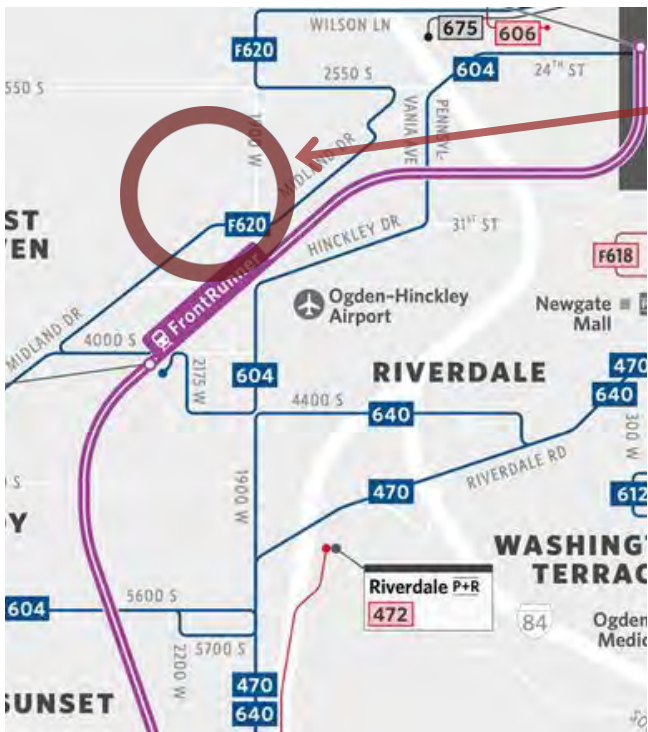 WILSON LN
675
606
F620
2550 S
604
24TH ST
550 S
1900 W
PENNSYL-
VANIA AVE
MIDLAND DR
F620
HINCKLEY DR
31ST ST
ST
EN
F618
FrontRunner
Ogden-Hinckley
Airport
Newgate
Mall
MIDLAND DR
4000 S
2175 W
604
RIVERDALE
470
640
4400 S
640
300 W
RIVERDALE RD
470
1900 W
612
S
Y
WASHING
TERRAC
Riverdale P+R
472
84
Ogden
Medic
604
5600 S
5700 S
2200 W
SUNSET
470
640